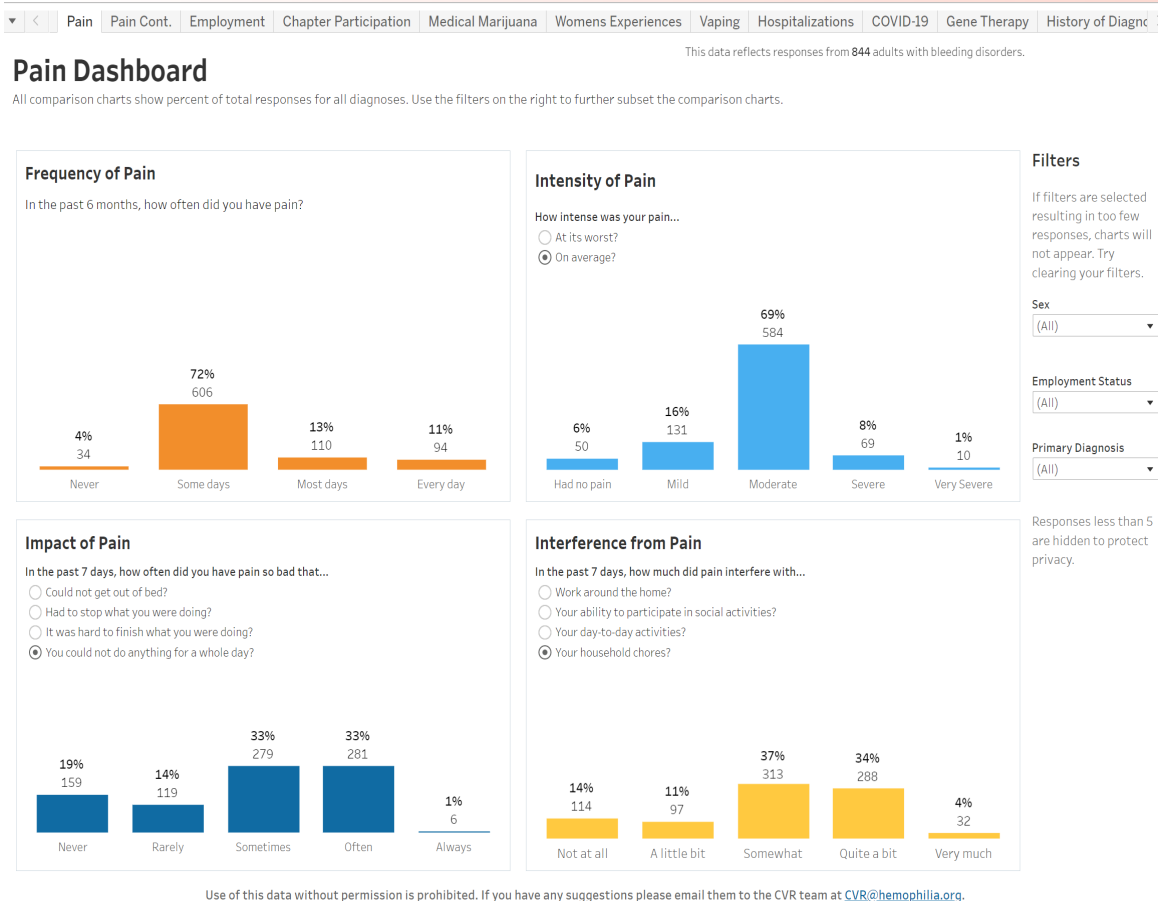 Pain
Pain Cont.
Employment
Chapter Participation
Medical Marijuana
Womens Experiences
Vaping
Hospitalizations
COVID-19
Gene Therapy
History of Diagno
This data reflects responses from 844 adults with bleeding disorders.
Pain Dashboard
All comparison charts show percent of total responses for all diagnoses. Use the filters on the right to further subset the comparison charts.
Frequency of Pain
In the past 6 months, how often did you have pain?
72%
606
4%
34
13%
110
11%
94
Never
Some days
Most days
Every day
Intensity of Pain
How intense was your pain...
At its worst?
On average?
69%
584
6%
50
16%
131
8%
69
1%
10
Had no pain
Mild
Moderate
Severe
Very Severe
Filters
If filters are selected
resulting in too few
responses, charts will
not appear. Try
clearing your filters.
Sex
(All)
Employment Status
(All)
Primary Diagnosis
(All)
Responses less than 5
are hidden to protect
privacy.
Impact of Pain
In the past 7 days, how often did you have pain so bad that...
Could not get out of bed?
Had to stop what you were doing?
It was hard to finish what you were doing?
You could not do anything for a whole day?
19%
159
14%
119
33%
279
33%
281
1%
6
Never
Rarely
Sometimes
Often
Always
Interference from Pain
In the past 7 days, how much did pain interfere with...
Work around the home?
Your ability to participate in social activities?
Your day-to-day activities?
Your household chores?
14%
114
11%
97
37%
313
34%
288
4%
32
Not at all
A little bit
Somewhat
Quite a bit
Very much
Use of this data without permission is prohibited. If you have any suggestions please email them to the CVR team at CVR@hemophilia.org.